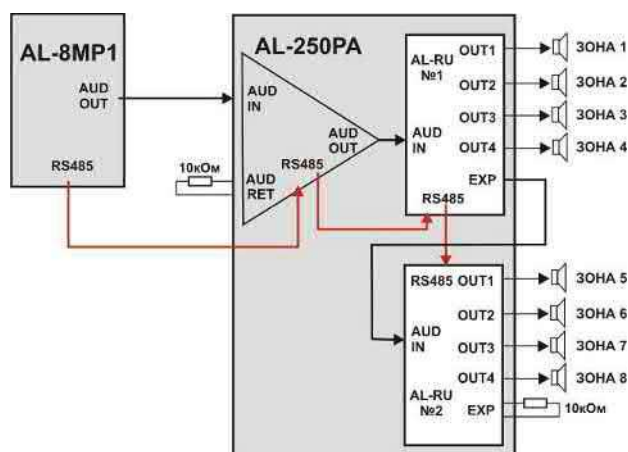 AL-8MP1
AUD
OUT
RS485
AL-250PA
AUD
IN
AUD
OUT
RS485
10кОм
AUD
RET
AL-RU
№1
AUD
IN
OUT1
OUT2
OUT3
OUT4
EXP
RS485
ЗОНА 1
ЗОНА 2
ЗОНА 3
ЗОНА 4
RS485
OUT1
OUT2
OUT3
OUT4
AUD
IN
AL-RU
№2
EXP
10кОм
ЗОНА 5
ЗОНА 6
ЗОНА 7
ЗОНА 8